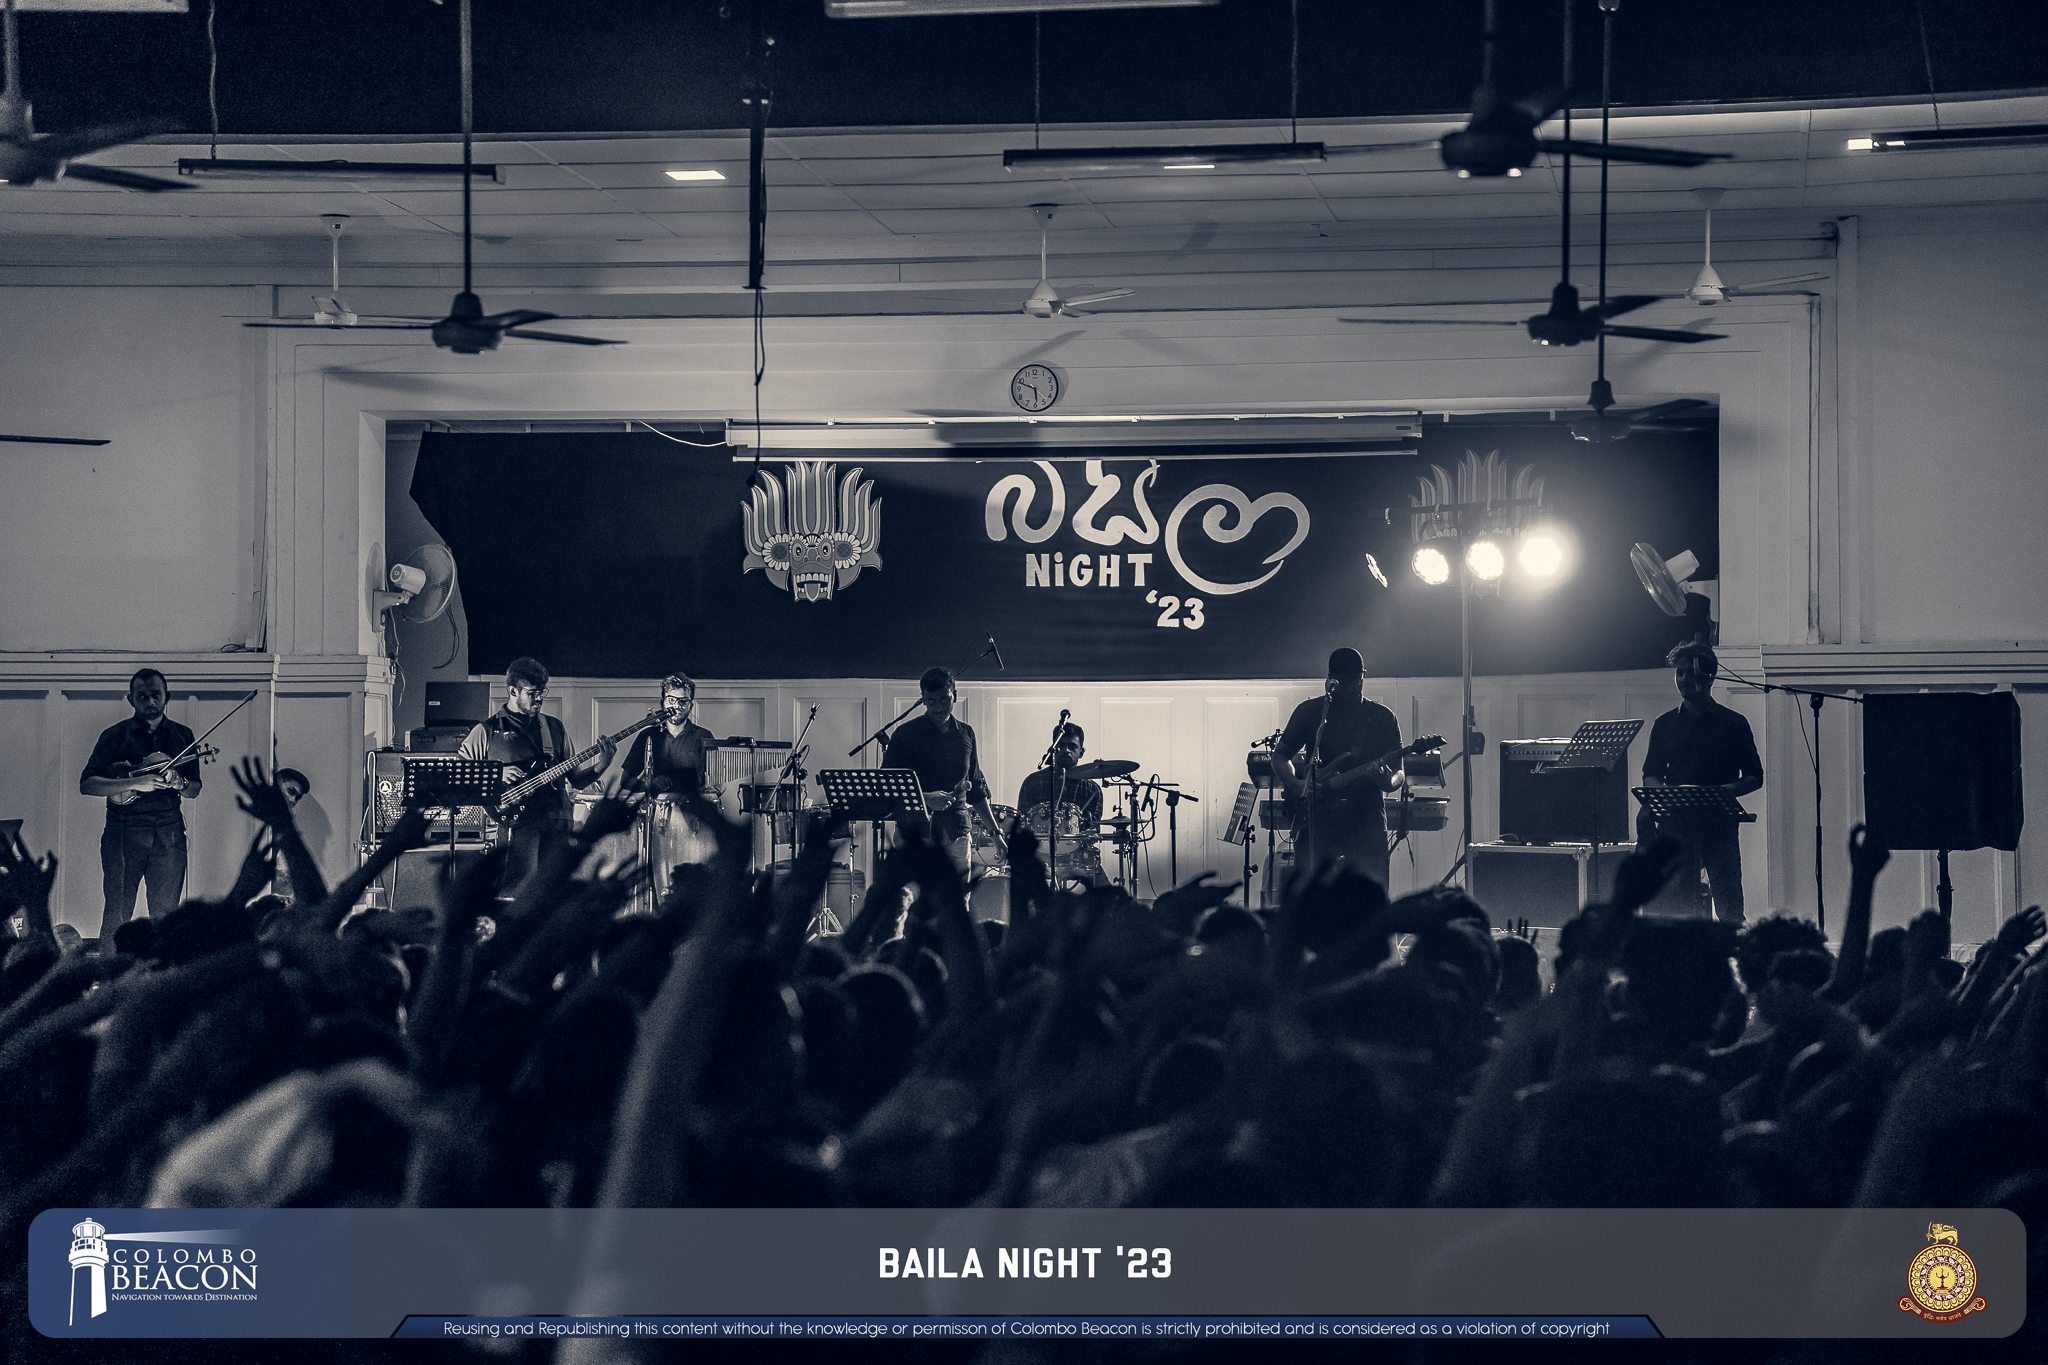 බයිලා
NiGHT
'23
COLOMBO
BEACON
NAVIGATION TOWARDS DESTINATION
BAILA NIGHT '23
Reusing and Republishing this content without the knowledge or permisson of Colombo Beacon is strictly prohibited and is considered as a violation of copyright